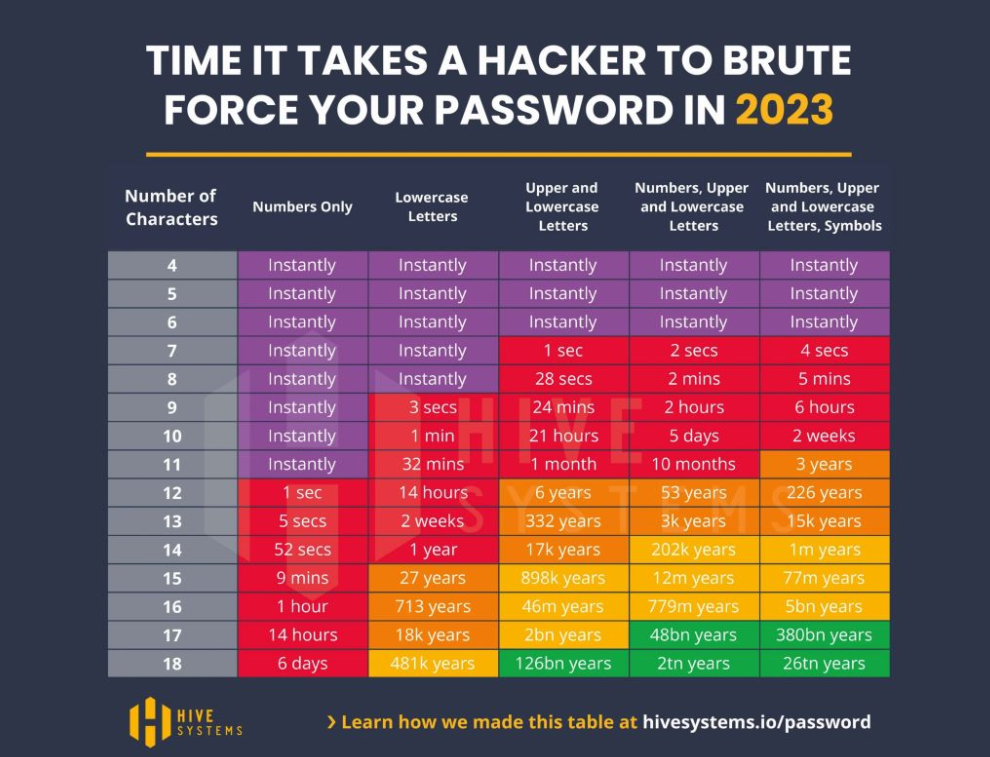 TIME IT TAKES A HACKER TO BRUTE
FORCE YOUR PASSWORD IN 2023
Number of Characters | Numbers Only | Lowercase Letters | Upper and Lowercase Letters | Numbers, Upper and Lowercase Letters | Numbers, Upper and Lowercase Letters, Symbols
4 | Instantly | Instantly | Instantly | Instantly | Instantly
5 | Instantly | Instantly | Instantly | Instantly | Instantly
6 | Instantly | Instantly | Instantly | Instantly | Instantly
7 | Instantly | Instantly | 1 sec | 2 secs | 4 secs
8 | Instantly | Instantly | 28 secs | 2 mins | 5 mins
9 | Instantly | 3 secs | 24 mins | 2 hours | 6 hours
10 | Instantly | 1 min | 21 hours | 5 days | 2 weeks
11 | Instantly | 32 mins | 1 month | 10 months | 3 years
12 | 1 sec | 14 hours | 6 years | 53 years | 226 years
13 | 5 secs | 2 weeks | 332 years | 3k years | 15k years
14 | 52 secs | 1 year | 17k years | 202k years | 1m years
15 | 9 mins | 27 years | 898k years | 12m years | 77m years
16 | 1 hour | 713 years | 46m years | 779m years | 5bn years
17 | 14 hours | 18k years | 2bn years | 48bn years | 380bn years
18 | 6 days | 481k years | 126bn years | 2tn years | 26tn years
HIVE
SYSTEMS
HIVE
SYSTEMS
› Learn how we made this table at hivesystems.io/password